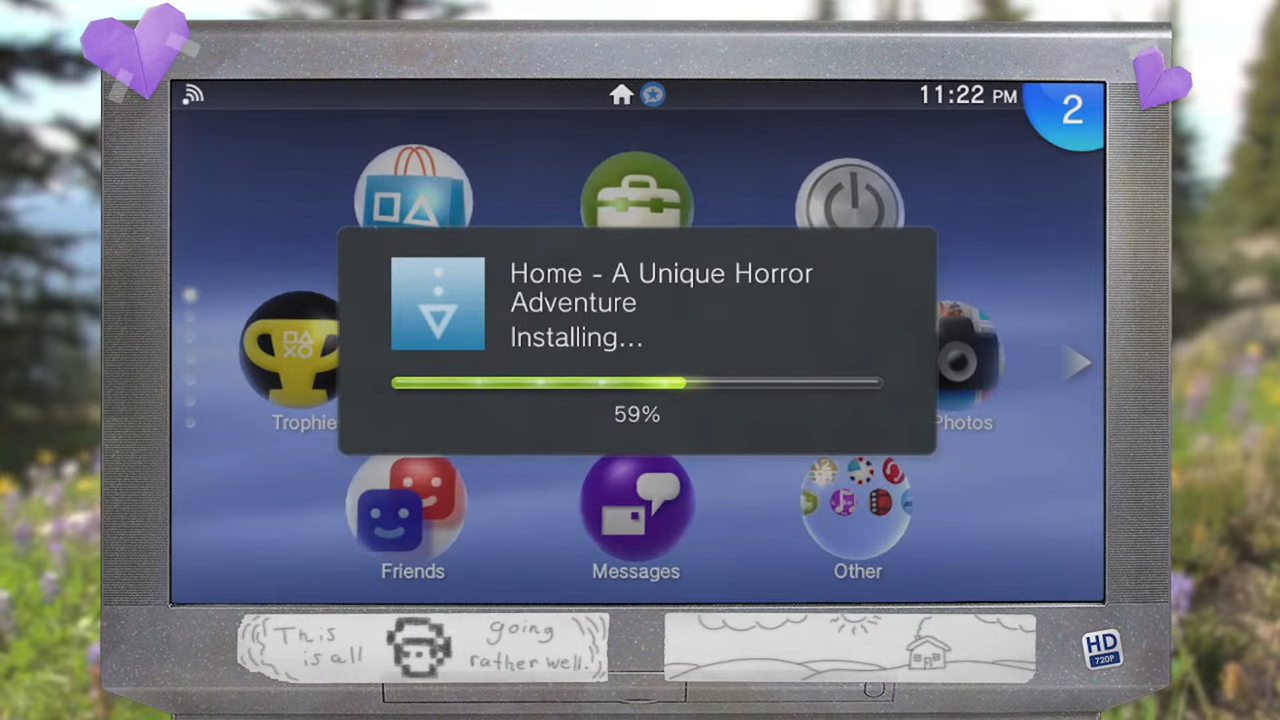 11:22 PM
2
Home - A Unique Horror
Adventure
Installing...
59%
Trophie
Photos
Friends
Messages
Other
This going
is all rather well.
HD
720P